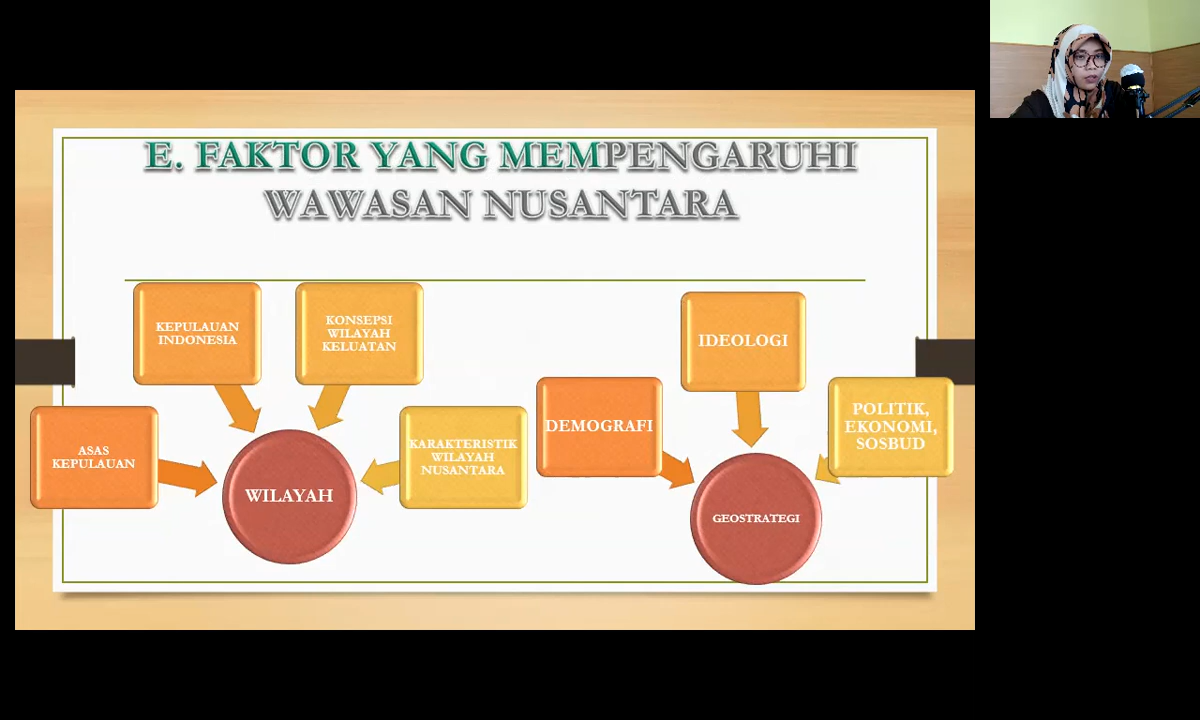 E. FAKTOR YANG MEMPENGARUHI
WAWASAN NUSANTARA
ASAS
KEPULAUAN
KEPULAUAN
INDONESIA
KONSEPSI
WILAYAH
KELUATAN
KARAKTERISTIK
WILAYAH
NUSANTARA
WILAYAH
DEMOGRAFI
IDEOLOGI
POLITIK,
EKONOMI,
SOSBUD
GEOSTRATEGI